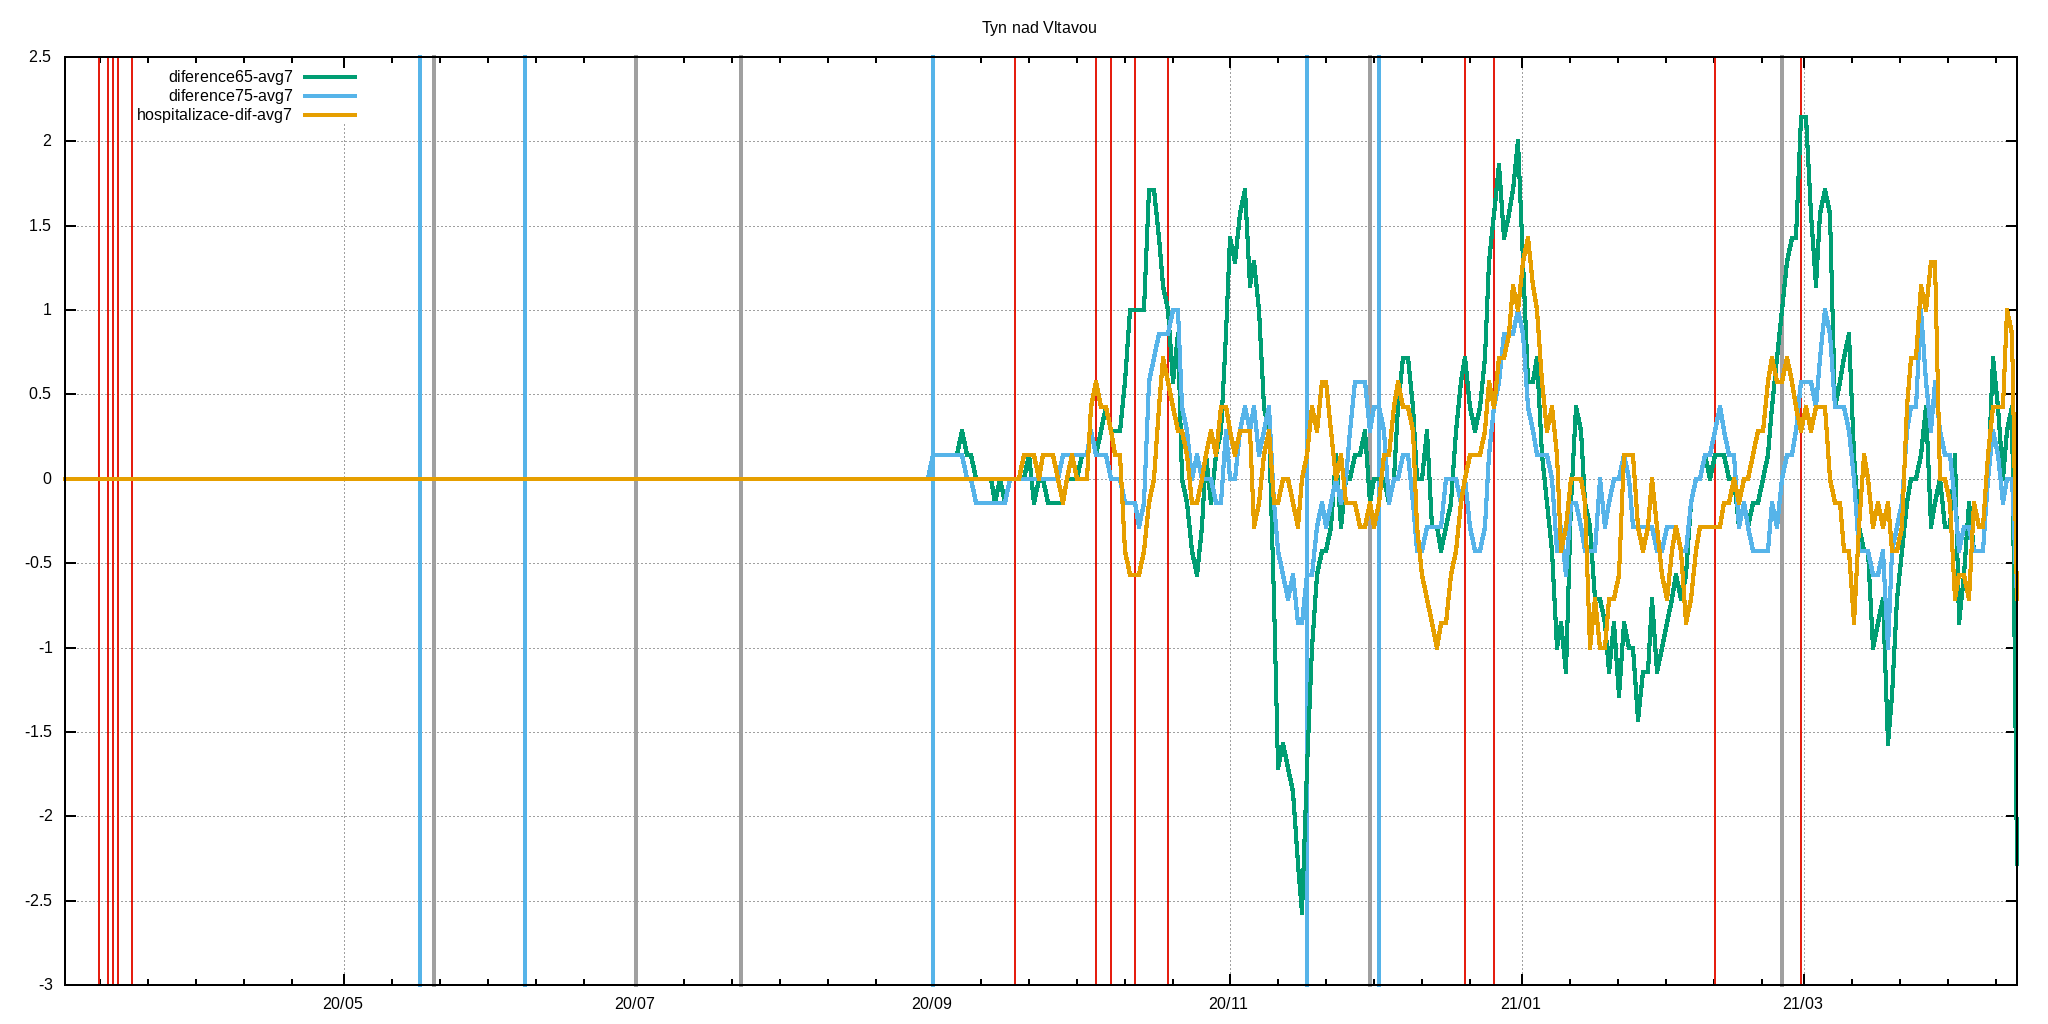 Tyn nad Vltavou
2.5
2
1.5
1
0.5
0
-0.5
-1
-1.5
-2
-2.5
-3
diference65-avg7
diference75-avg7
hospitalizace-dif-avg7
20/05 20/07 20/09 20/11 21/01 21/03